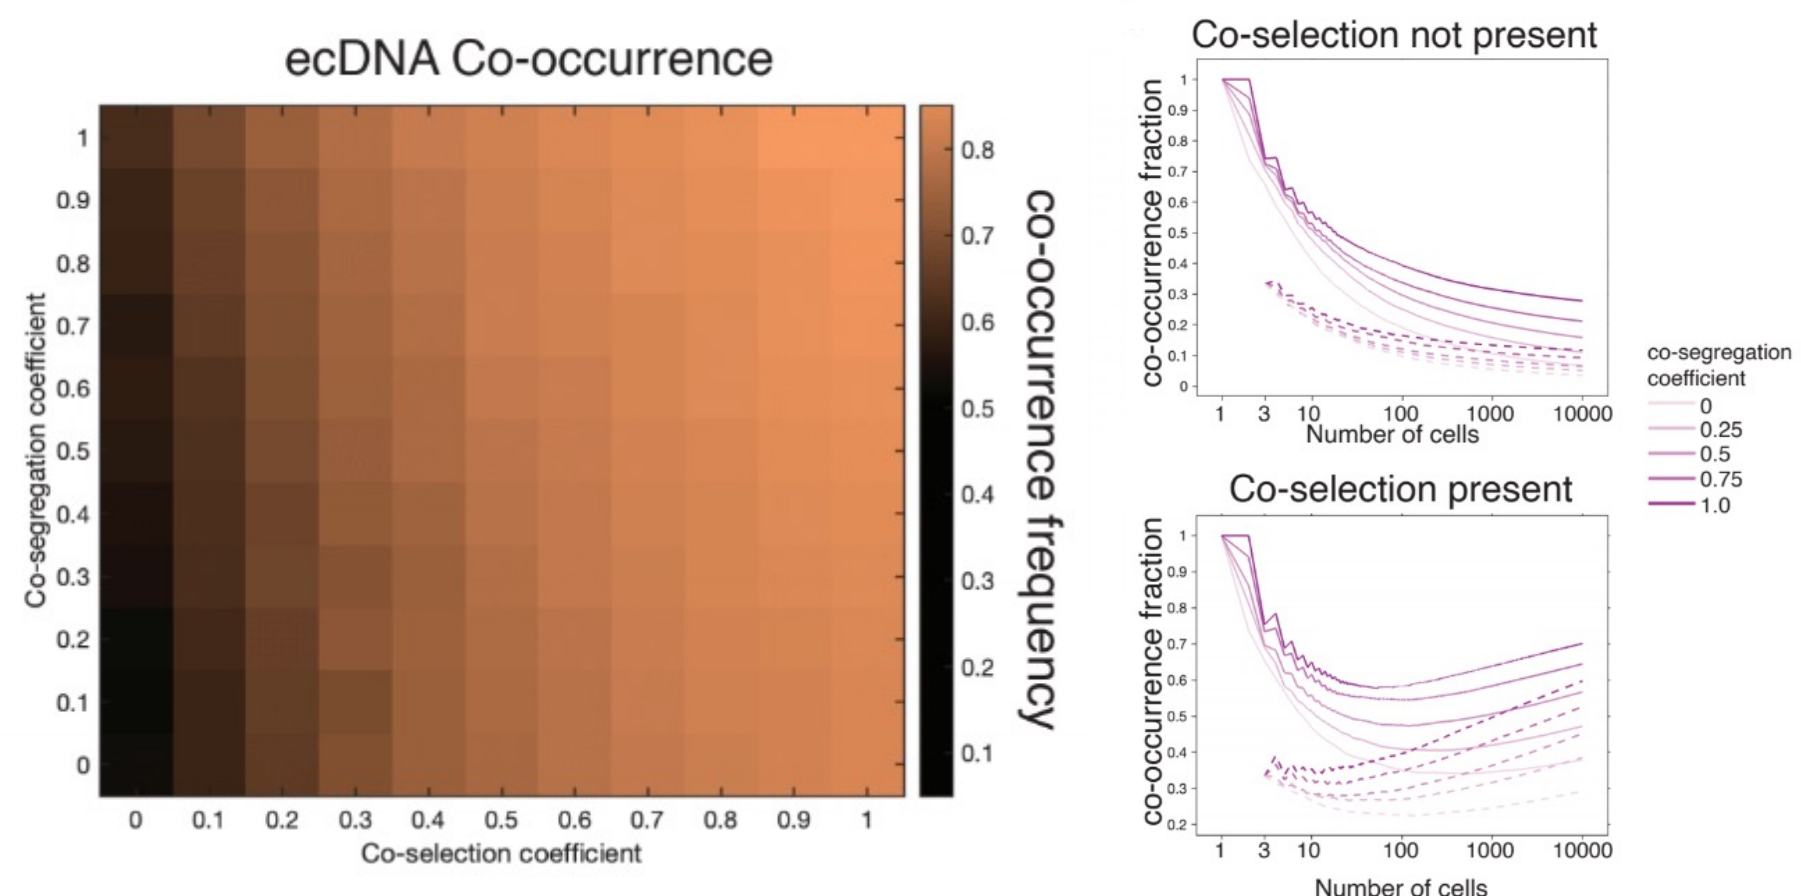 ecDNA Co-occurrence
Co-segregation coefficient
1
0.9
0.8
0.7
0.6
0.5
0.4
0.3
0.2
0.1
0
0 0.1 0.2 0.3 0.4 0.5 0.6 0.7 0.8 0.9 1
Co-selection coefficient
0.8
0.7
0.6
0.5
0.4
0.3
0.2
0.1
co-occurrence frequency
Co-selection not present
co-occurrence fraction
1
0.9
0.8
0.7
0.6
0.5
0.4
0.3
0.2
0.1
0
1 3 10 100 1000 10000
Number of cells
Co-selection present
co-occurrence fraction
1
0.9
0.8
0.7
0.6
0.5
0.4
0.3
0.2
1 3 10 100 1000 10000
Number of cells
co-segregation
coefficient
0
0.25
0.5
0.75
1.0